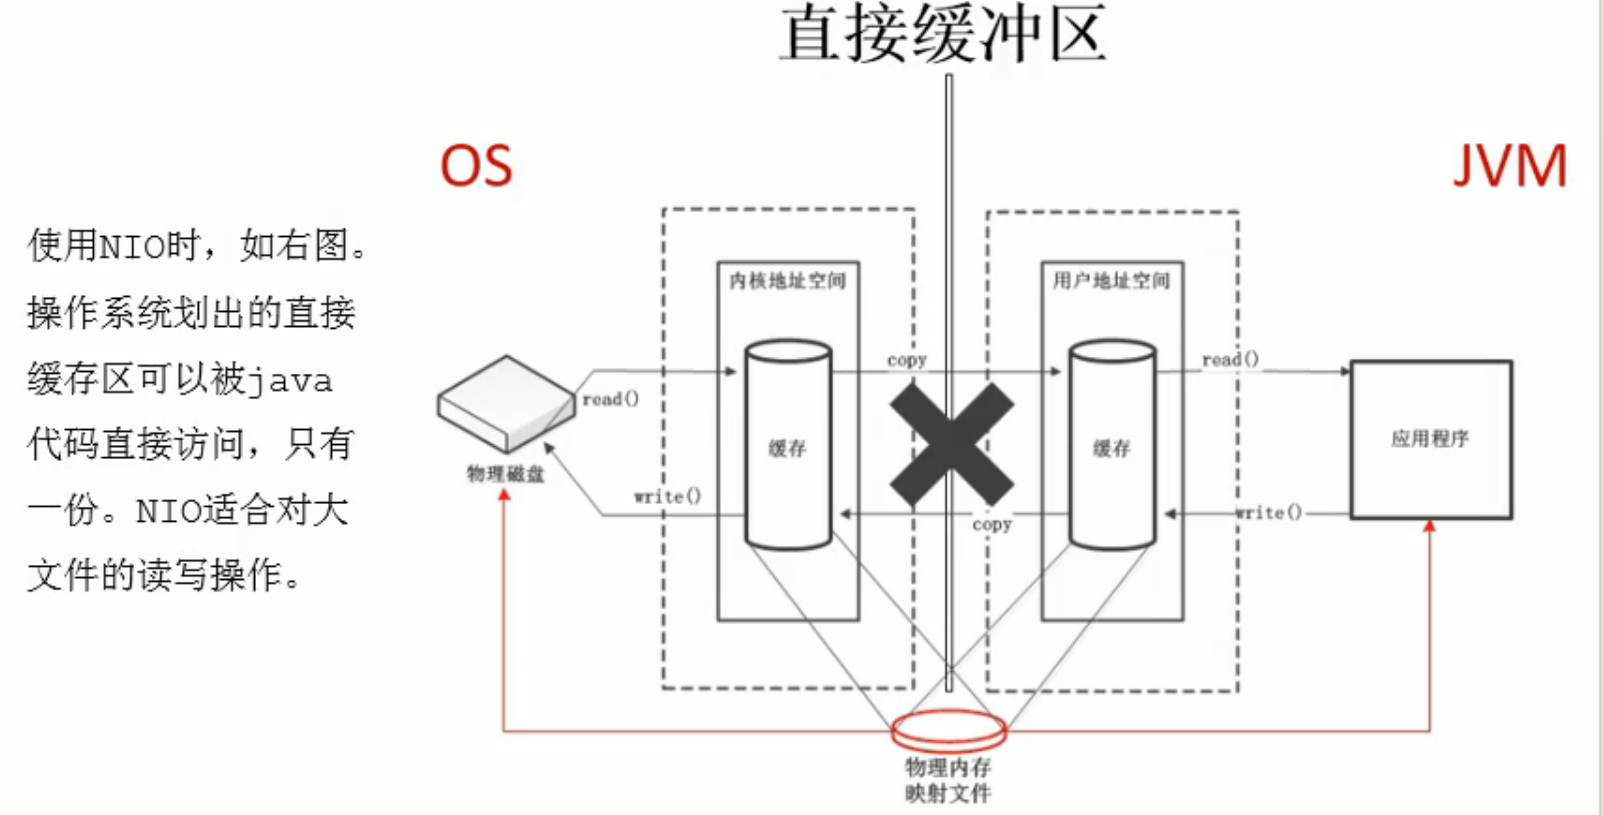 直接缓冲区
OS
JVM
使用NIO时，如右图。
操作系统划出的直接
缓存区可以被java
代码直接访问，只有
一份。NIO适合对大
文件的读写操作。
内核地址空间
用户地址空间
copy
read()
read()
缓存
缓存
应用程序
物理磁盘
write()
write()
copy
物理内存
映射文件